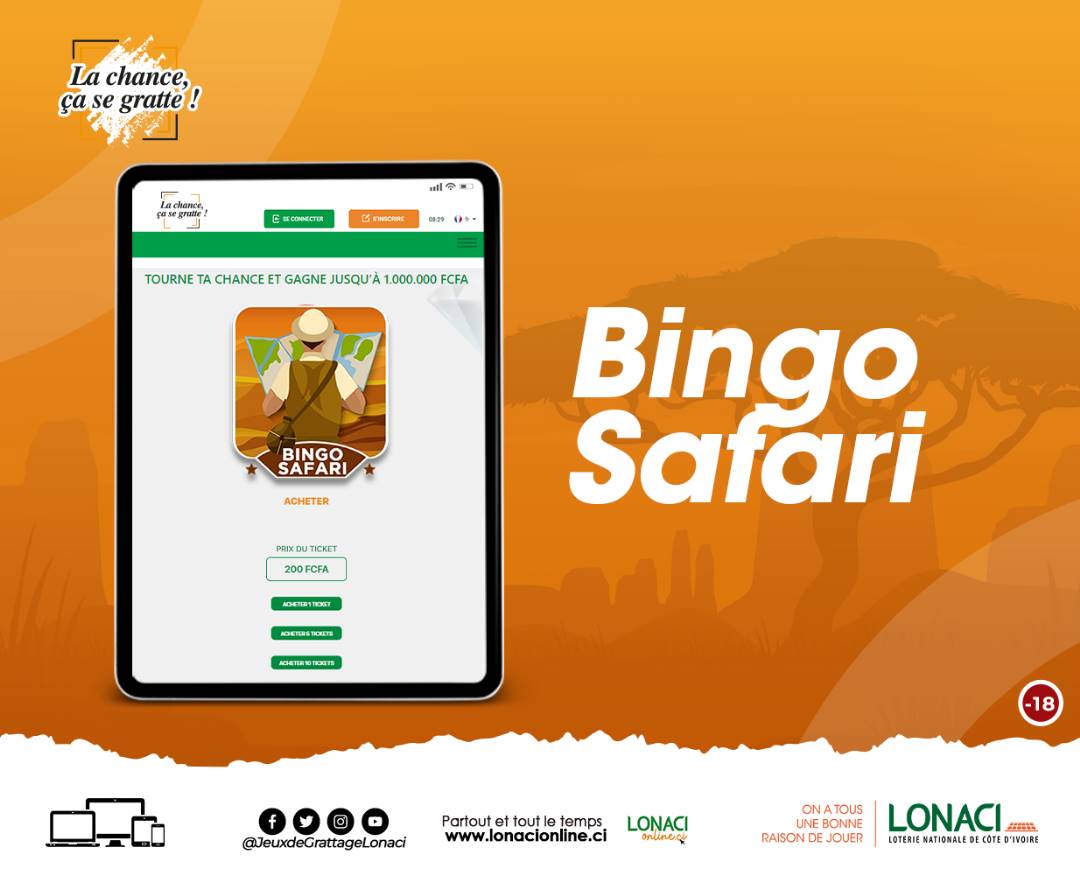 La chance,
ça se gratte !
La chance,
ça se gratte !
SE CONNECTER
S'INSCRIRE
08:29
fr
TOURNE TA CHANCE ET GAGNE JUSQU'À 1.000.000 FCFA
BINGO
SAFARI
ACHETER
PRIX DU TICKET
200 FCFA
ACHETER 1 TICKET
ACHETER 5 TICKETS
ACHETER 10 TICKETS
Bingo
Safari
-18
@JeuxdeGrattageLonaci
Partout et tout le temps
www.lonacionline.ci
LONACI
online.ci
ON A TOUS
UNE BONNE
RAISON DE JOUER
LONACI
LOTERIE NATIONALE DE CÔTE D'IVOIRE